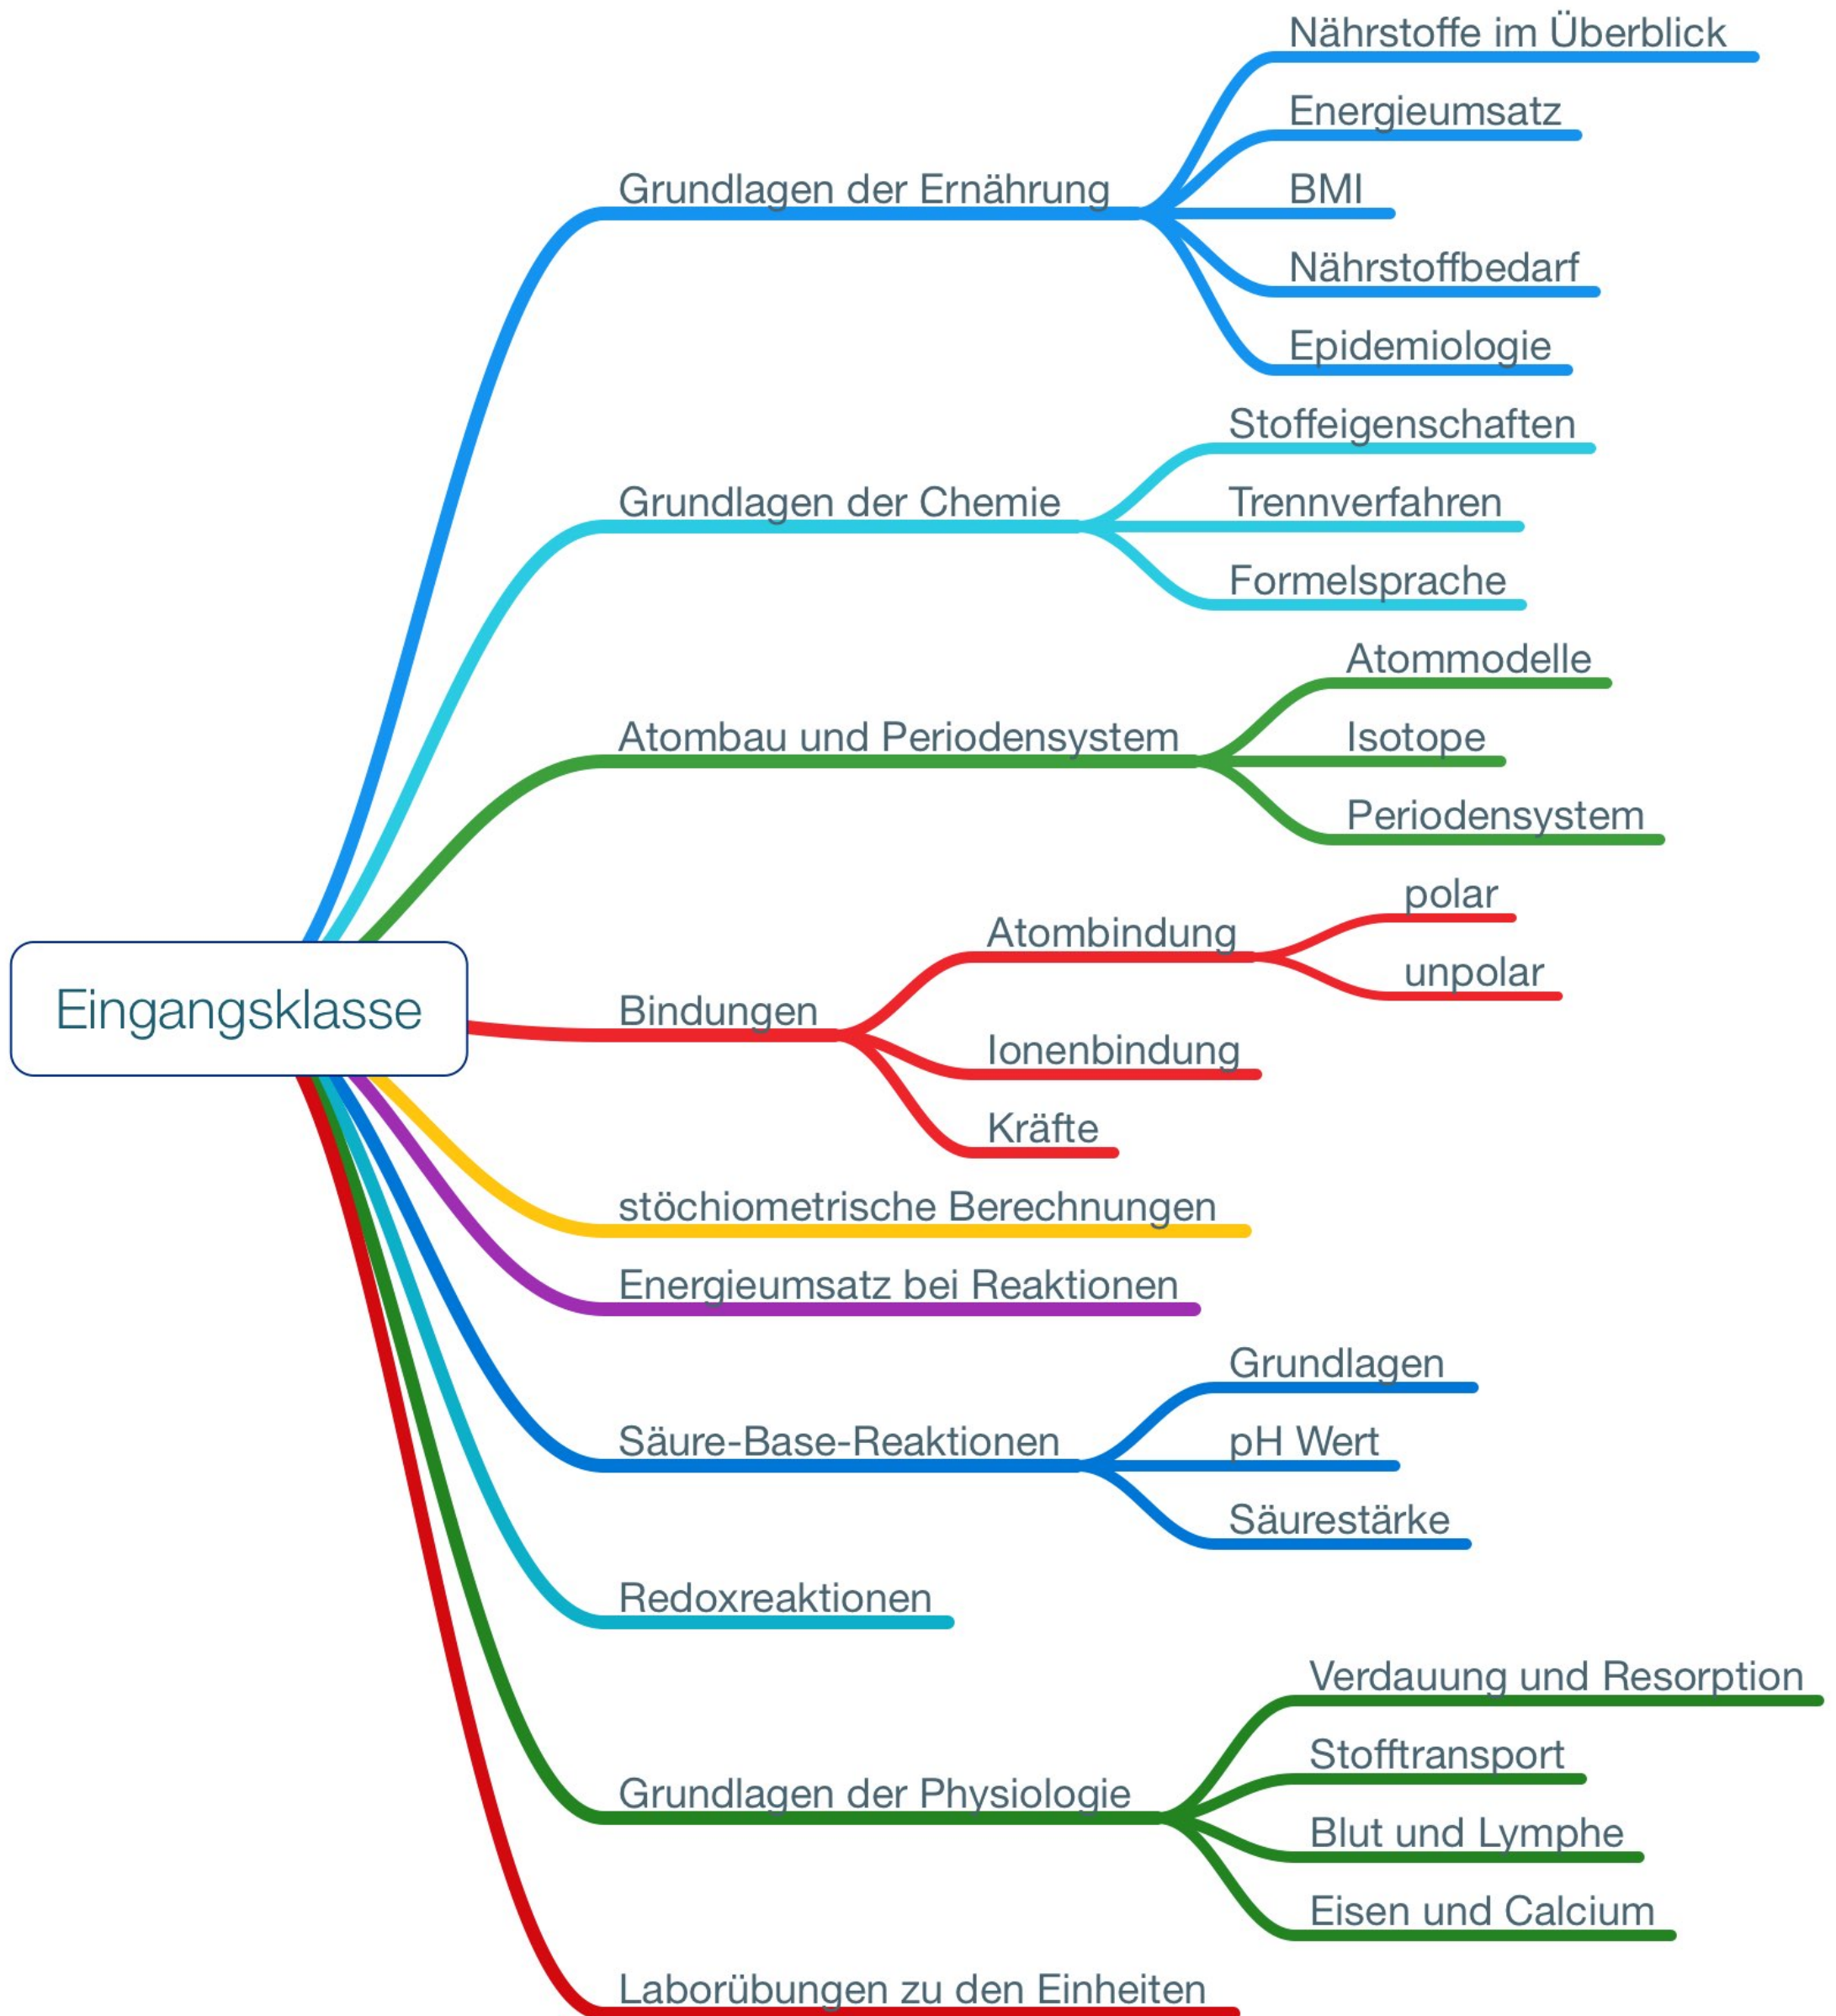 Eingangsklasse
Grundlagen der Ernährung
Nährstoffe im Überblick
Energieumsatz
BMI
Nährstoffbedarf
Epidemiologie
Grundlagen der Chemie
Stoffeigenschaften
Trennverfahren
Formelsprache
Atombau und Periodensystem
Atommodelle
Isotope
Periodensystem
Bindungen
Atombindung
polar
unpolar
Ionenbindung
Kräfte
stöchiometrische Berechnungen
Energieumsatz bei Reaktionen
Säure-Base-Reaktionen
Grundlagen
pH Wert
Säurestärke
Redoxreaktionen
Grundlagen der Physiologie
Verdauung und Resorption
Stofftransport
Blut und Lymphe
Eisen und Calcium
Laborübungen zu den Einheiten